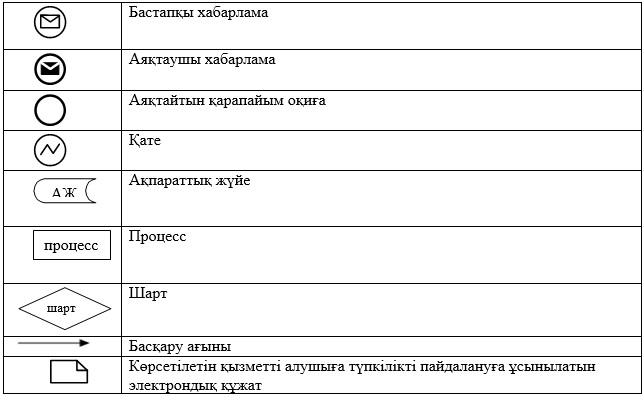 Бастапқы хабарлама
Аяқтаушы хабарлама
Аяқтайтын қарапайым оқиға
Қате
АЖ
Ақпараттық жүйе
процесс
Процесс
шарт
Шарт
Басқару ағыны
Көрсетілетін қызметті алушыға түпкілікті пайдалануға ұсынылатын
электрондық құжат